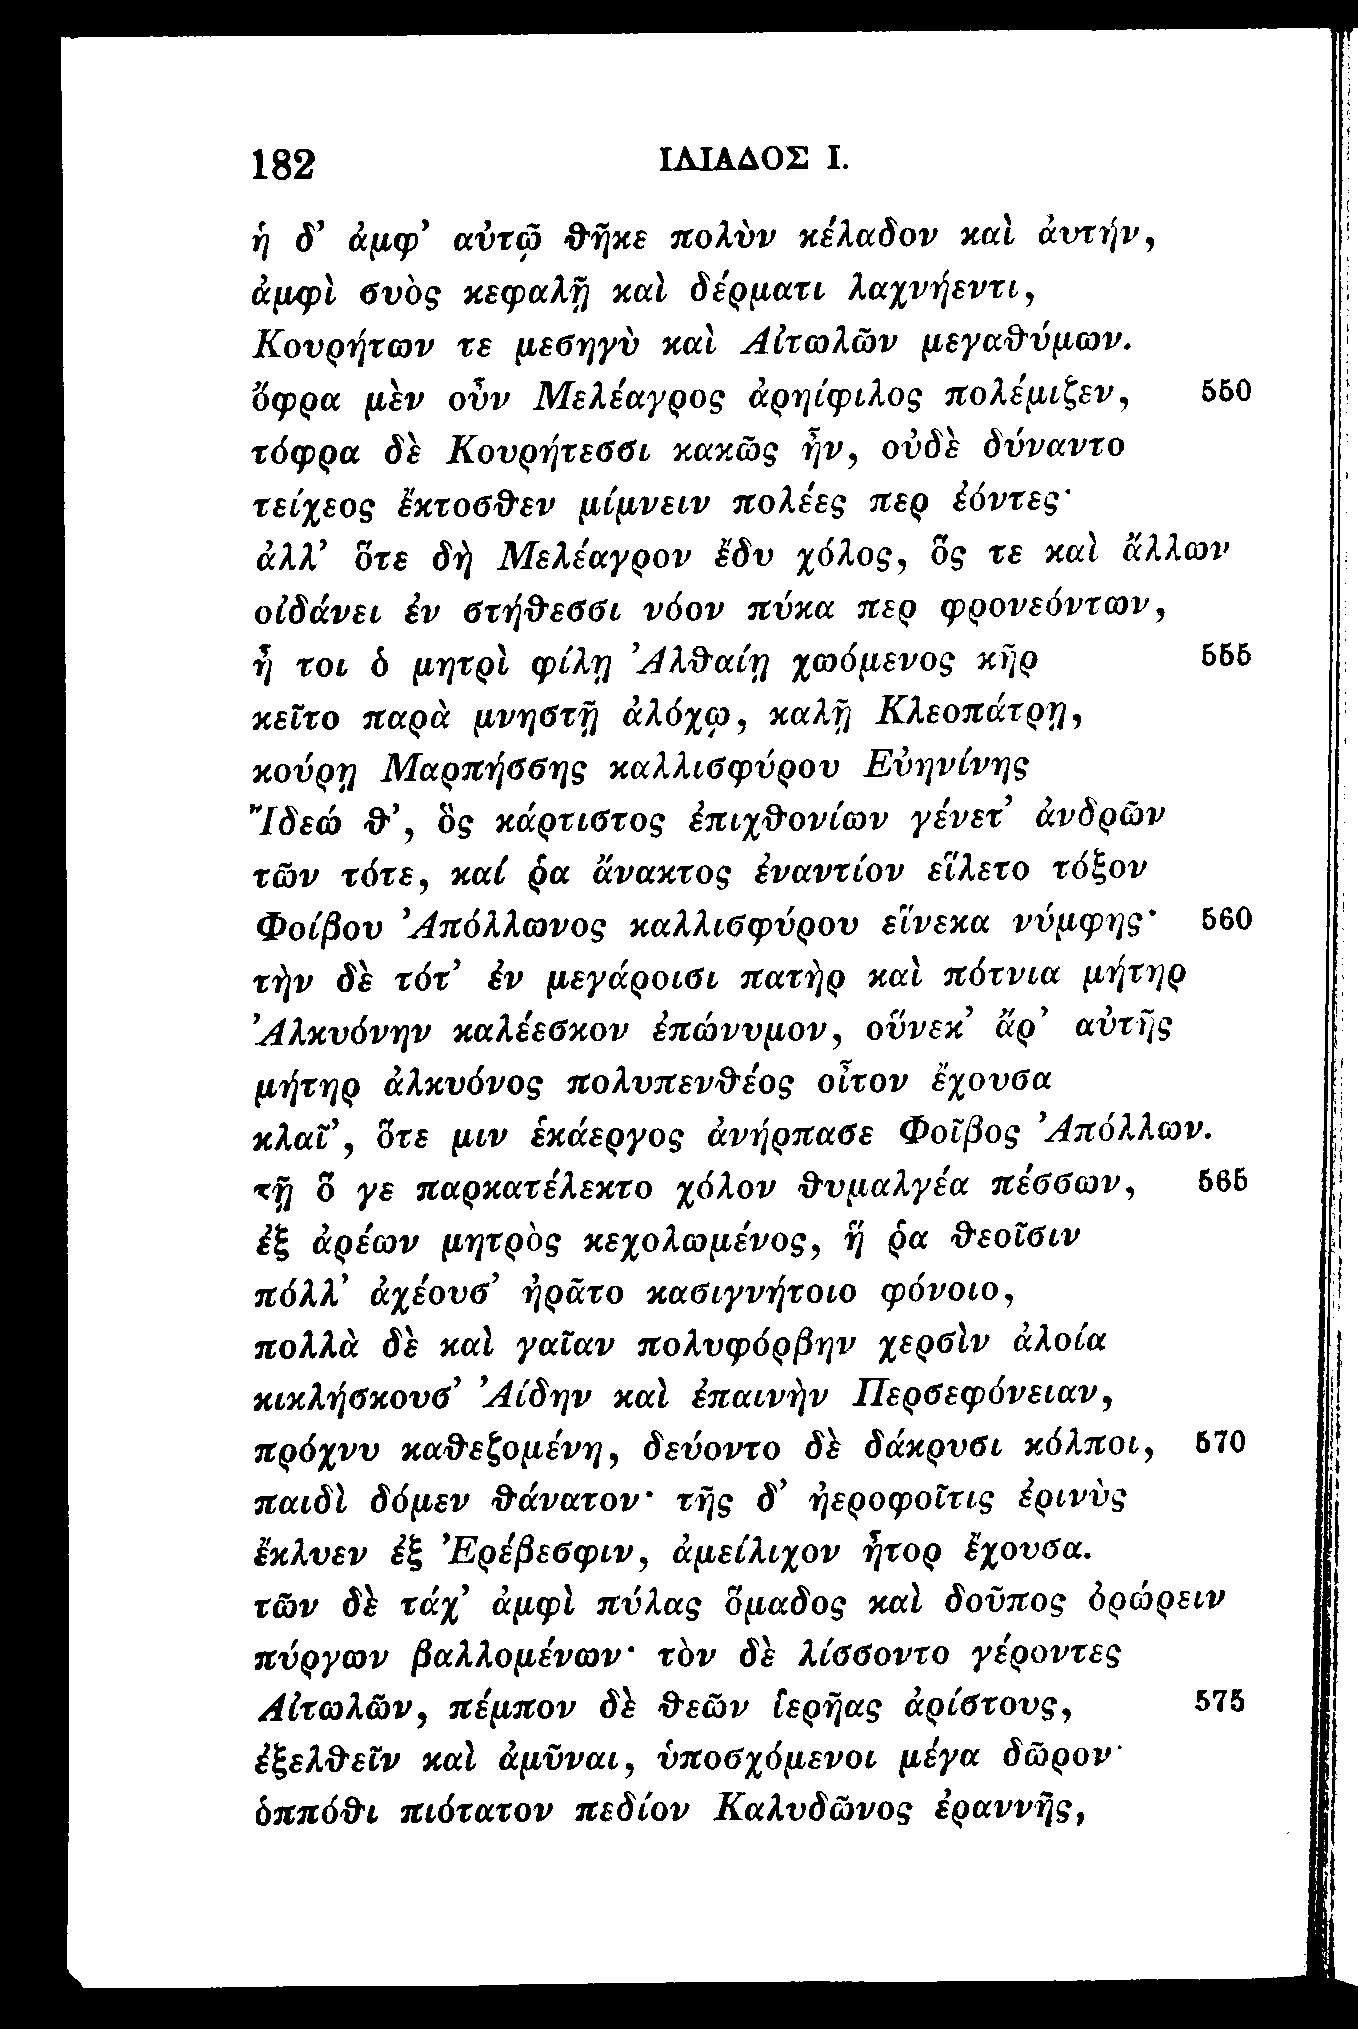 182 ΙΛΙΑΔΟΣ Ι.
ἡ δ’ ἀμφ’ αὐτῷ θῆκε πολὺν κέλαδον καὶ ἀυτήν,
ἀμφὶ συὸς κεφαλῇ καὶ δέρματι λαχνήεντι,
Κουρήτων τε μεσηγὺ καὶ Αἰτωλῶν μεγαθύμων.
ὄφρα μὲν οὖν Μελέαγρος ἀρηίφιλος πολέμιζεν, 550
τόφρα δὲ Κουρήτεσσι κακῶς ἦν, οὐδὲ δύναντο
τείχεος ἔκτοσθεν μίμνειν πολέες περ ἐόντες·
ἀλλ’ ὅτε δὴ Μελέαγρον ἔδυ χόλος, ὅς τε καὶ ἄλλων
οἰδάνει ἐν στήθεσσι νόον πύκα περ φρονεόντων,
ἦ τοι ὁ μητρὶ φίλῃ Ἀλθαίῃ χωόμενος κῆρ 555
κεῖτο παρὰ μνηστῇ ἀλόχῳ, καλῇ Κλεοπάτρῃ,
κούρῃ Μαρπήσσης καλλισφύρου Εὐηνίνης
Ἴδεώ θ’, ὃς κάρτιστος ἐπιχθονίων γένετ’ ἀνδρῶν
τῶν τότε, καί ῥα ἄνακτος ἐναντίον εἵλετο τόξον
Φοίβου Ἀπόλλωνος καλλισφύρου εἵνεκα νύμφης· 560
τὴν δὲ τότ’ ἐν μεγάροισι πατὴρ καὶ πότνια μήτηρ
Ἀλκυόνην καλέεσκον ἐπώνυμον, οὕνεκ’ ἄρ’ αὐτῆς
μήτηρ ἀλκυόνος πολυπενθέος οἶτον ἔχουσα
κλαῖ’, ὅτε μιν ἑκάεργος ἀνήρπασε Φοῖβος Ἀπόλλων.
τῇ ὅ γε παρκατέλεκτο χόλον θυμαλγέα πέσσων, 565
ἐξ ἀρέων μητρὸς κεχολωμένος, ἥ ῥα θεοῖσιν
πόλλ’ ἀχέουσ’ ἠρᾶτο κασιγνήτοιο φόνοιο,
πολλὰ δὲ καὶ γαῖαν πολυφόρβην χερσὶν ἀλοία
κικλήσκουσ’ Ἀίδην καὶ ἐπαινὴν Περσεφόνειαν,
πρόχνυ καθεζομένη, δεύοντο δὲ δάκρυσι κόλποι, 570
παιδὶ δόμεν θάνατον· τῆς δ’ ἠεροφοῖτις ἐρινὺς
ἔκλυεν ἐξ Ἐρέβεσφιν, ἀμείλιχον ἦτορ ἔχουσα.
τῶν δὲ τάχ’ ἀμφὶ πύλας ὅμαδος καὶ δοῦπος ὀρώρειν
πύργων βαλλομένων· τὸν δὲ λίσσοντο γέροντες
Αἰτωλῶν, πέμπον δὲ θεῶν ἱερῆας ἀρίστους, 575
ἐξελθεῖν καὶ ἀμῦναι, ὑποσχόμενοι μέγα δῶρον·
ὁππόθι πιότατον πεδίον Καλυδῶνος ἐραννῆς,